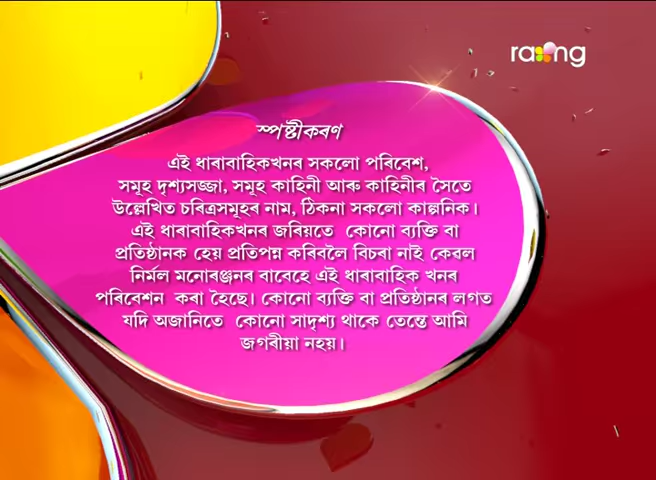 raong
স্পষ্টীকৰণ
এই ধাৰাবাহিকখনৰ সকলো পৰিবেশ,
সমূহ দৃশ্যসজ্জা, সমূহ কাহিনী আৰু কাহিনীৰ সৈতে
উল্লেখিত চৰিত্ৰসমূহৰ নাম, ঠিকনা সকলো কাল্পনিক।
এই ধাৰাবাহিকখনৰ জৰিয়তে কোনো ব্যক্তি বা
প্ৰতিষ্ঠানক হেয় প্ৰতিপন্ন কৰিবলৈ বিচৰা নাই কেৱল
নিৰ্মল মনোৰঞ্জনৰ বাবেহে এই ধাৰাবাহিক খনৰ
পৰিবেশন কৰা হৈছে। কোনো ব্যক্তি বা প্ৰতিষ্ঠানৰ লগত
যদি অজানিতে কোনো সাদৃশ্য থাকে তেন্তে আমি
জগৰীয়া নহয়।